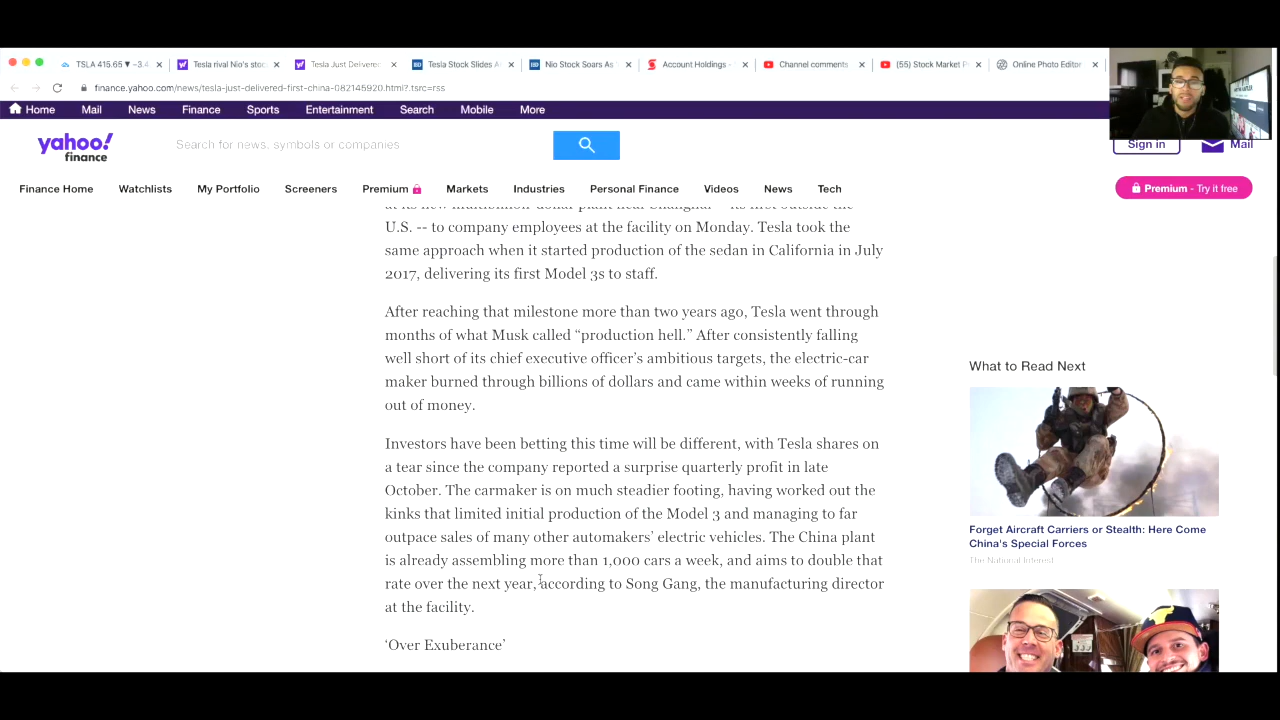 TSLA 415.65 ▼ −3.4
Tesla rival Nio's stoc
Tesla Just Delivered
Tesla Stock Slides A
Nio Stock Soars As
Account Holdings -
Channel comments
(55) Stock Market P
Online Photo Editor
finance.yahoo.com/news/tesla-just-delivered-first-china-082145920.html?.tsrc=rss
Home Mail News Finance Sports Entertainment Search Mobile More
yahoo!
finance
Search for news, symbols or companies
Sign in
Mail
Finance Home Watchlists My Portfolio Screeners Premium Markets Industries Personal Finance Videos News Tech
Premium - Try it free
at its new multibillion-dollar plant near Shanghai -- its first outside the
U.S. -- to company employees at the facility on Monday. Tesla took the
same approach when it started production of the sedan in California in July
2017, delivering its first Model 3s to staff.
After reaching that milestone more than two years ago, Tesla went through
months of what Musk called “production hell.” After consistently falling
well short of its chief executive officer’s ambitious targets, the electric-car
maker burned through billions of dollars and came within weeks of running
out of money.
Investors have been betting this time will be different, with Tesla shares on
a tear since the company reported a surprise quarterly profit in late
October. The carmaker is on much steadier footing, having worked out the
kinks that limited initial production of the Model 3 and managing to far
outpace sales of many other automakers’ electric vehicles. The China plant
is already assembling more than 1,000 cars a week, and aims to double that
rate over the next year, according to Song Gang, the manufacturing director
at the facility.
‘Over Exuberance’
What to Read Next
Forget Aircraft Carriers or Stealth: Here Come
China's Special Forces
The National Interest